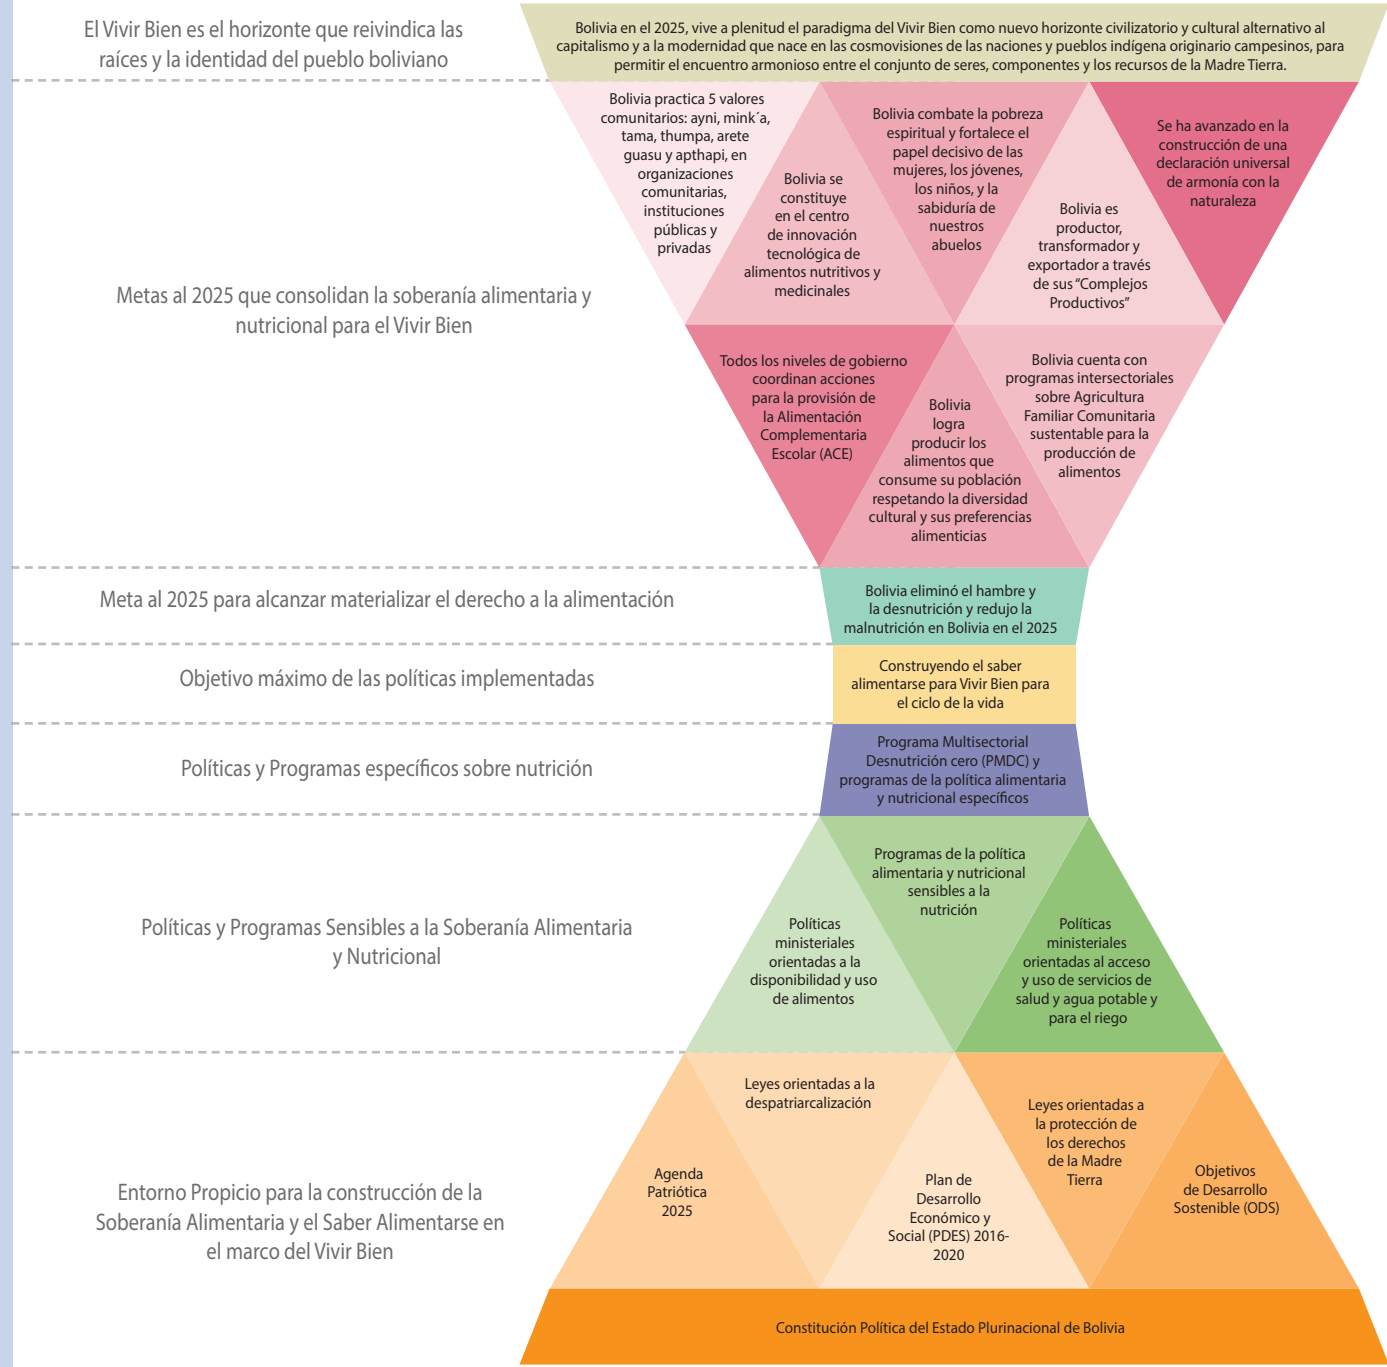 El Vivir Bien es el horizonte que reivindica las
raíces y la identidad del pueblo boliviano
Bolivia en el 2025, vive a plenitud el paradigma del Vivir Bien como nuevo horizonte civilizatorio y cultural alternativo al
capitalismo y a la modernidad que nace en las cosmovisiones de las naciones y pueblos indígena originario campesinos, para
permitir el encuentro armonioso entre el conjunto de seres, componentes y los recursos de la Madre Tierra.
Metas al 2025 que consolidan la soberanía alimentaria y
nutricional para el Vivir Bien
Bolivia practica 5 valores
comunitarios: ayni, mink´a,
tama, thumpa, arete
guasu y apthapi, en
organizaciones
comunitarias,
instituciones
públicas y
privadas
Bolivia se
constituye
en el centro
de innovación
tecnológica de
alimentos nutritivos y
medicinales
Bolivia combate la pobreza
espiritual y fortalece el
papel decisivo de las
mujeres, los jóvenes,
los niños, y la
sabiduría de
nuestros
abuelos
Bolivia es
productor,
transformador y
exportador a través
de sus “Complejos
Productivos”
Se ha avanzado en la
construcción de una
declaración universal
de armonía con la
naturaleza
Todos los niveles de gobierno
coordinan acciones
para la provisión de
la Alimentación
Complementaria
Escolar (ACE)
Bolivia
logra
producir los
alimentos que
consume su población
respetando la diversidad
cultural y sus preferencias
alimenticias
Bolivia cuenta con
programas intersectoriales
sobre Agricultura
Familiar Comunitaria
sustentable para la
producción de
alimentos
Meta al 2025 para alcanzar materializar el derecho a la alimentación
Bolivia eliminó el hambre y
la desnutrición y redujo la
malnutrición en Bolivia en el 2025
Objetivo máximo de las políticas implementadas
Construyendo el saber
alimentarse para Vivir Bien para
el ciclo de la vida
Políticas y Programas específicos sobre nutrición
Programa Multisectorial
Desnutrición cero (PMDC) y
programas de la política alimentaria
y nutricional específicos
Políticas y Programas Sensibles a la Soberanía Alimentaria
y Nutricional
Políticas
ministeriales
orientadas a la
disponibilidad y uso
de alimentos
Programas de la política
alimentaria y nutricional
sensibles a la
nutrición
Políticas
ministeriales
orientadas al acceso
y uso de servicios de
salud y agua potable y
para el riego
Entorno Propicio para la construcción de la
Soberanía Alimentaria y el Saber Alimentarse en
el marco del Vivir Bien
Agenda
Patriótica
2025
Leyes orientadas a la
despatriarcalización
Plan de
Desarrollo
Económico y
Social (PDES) 2016-
2020
Leyes orientadas a
la protección de
los derechos
de la Madre
Tierra
Objetivos
de Desarrollo
Sostenible (ODS)
Constitución Política del Estado Plurinacional de Bolivia